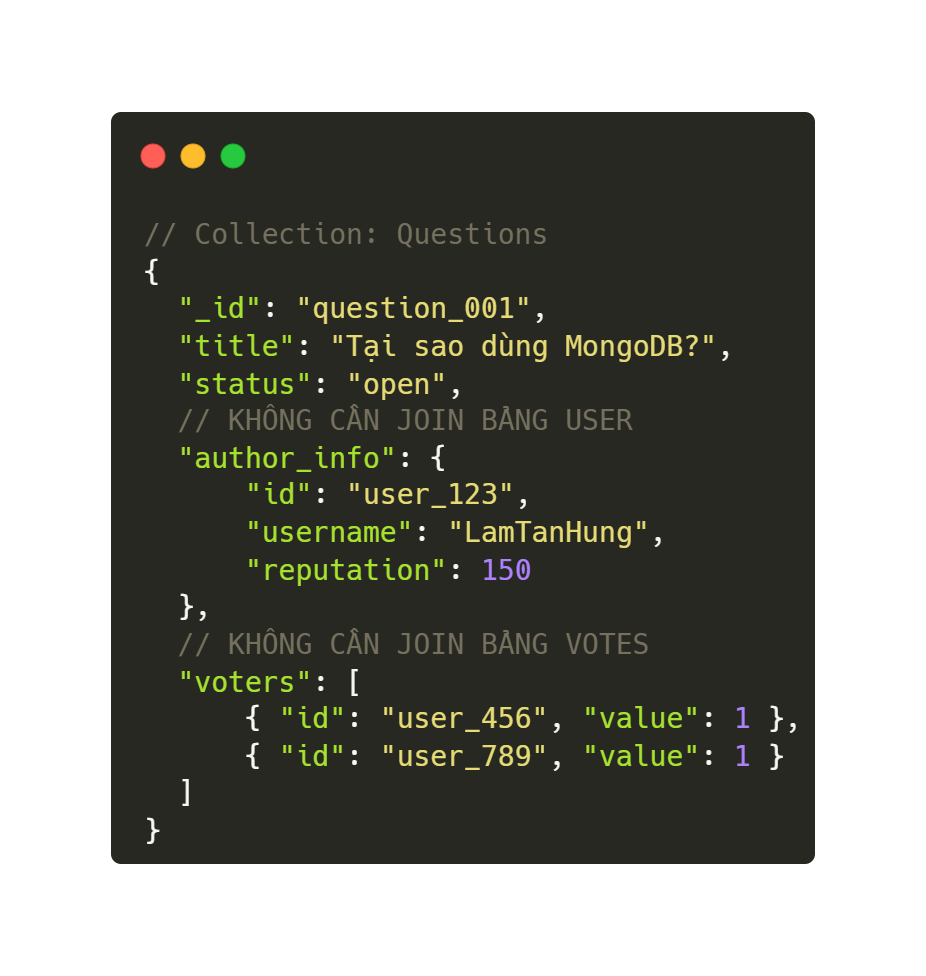 // Collection: Questions
{
  "_id": "question_001",
  "title": "Tại sao dùng MongoDB?",
  "status": "open",
  // KHÔNG CẦN JOIN BẢNG USER
  "author_info": {
      "id": "user_123",
      "username": "LamTanHung",
      "reputation": 150
  },
  // KHÔNG CẦN JOIN BẢNG VOTES
  "voters": [
      { "id": "user_456", "value": 1 },
      { "id": "user_789", "value": 1 }
  ]
}